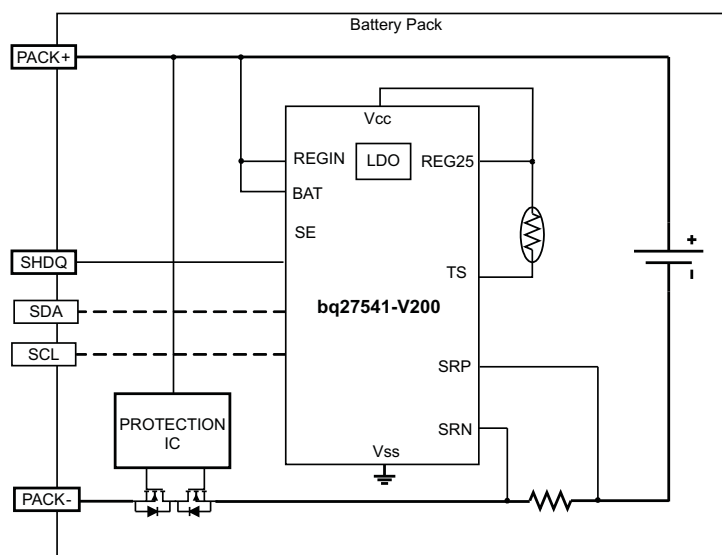 Battery Pack
PACK+
Vcc
REGIN
LDO
REG25
BAT
SE
SHDQ
TS
+
-
SDA
bq27541-V200
SCL
SRP
PROTECTION
IC
SRN
Vss
PACK-